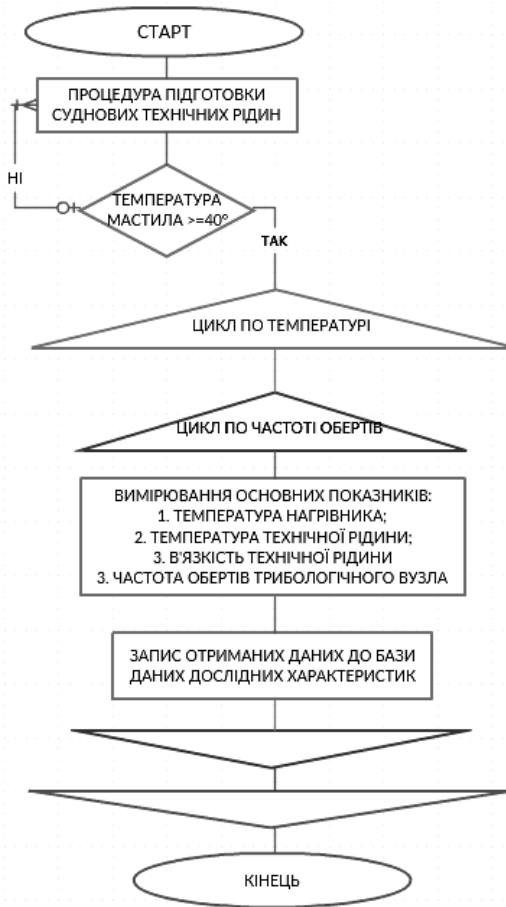 СТАРТ
ПРОЦЕДУРА ПІДГОТОВКИ
СУДНОВИХ ТЕХНІЧНИХ РІДИН
НІ
ТЕМПЕРАТУРА
МАСТИЛА >=40°
ТАК
ЦИКЛ ПО ТЕМПЕРАТУРІ
ЦИКЛ ПО ЧАСТОТІ ОБЕРТІВ
ВИМІРЮВАННЯ ОСНОВНИХ ПОКАЗНИКІВ:
1. ТЕМПЕРАТУРА НАГРІВНИКА;
2. ТЕМПЕРАТУРА ТЕХНІЧНОЇ РІДИНИ;
3. В'ЯЗКІСТЬ ТЕХНІЧНОЇ РІДИНИ
3. ЧАСТОТА ОБЕРТІВ ТРИБОЛОГІЧНОГО ВУЗЛА
ЗАПИС ОТРИМАНИХ ДАНИХ ДО БАЗИ
ДАНИХ ДОСЛІДНИХ ХАРАКТЕРИСТИК
КІНЕЦЬ